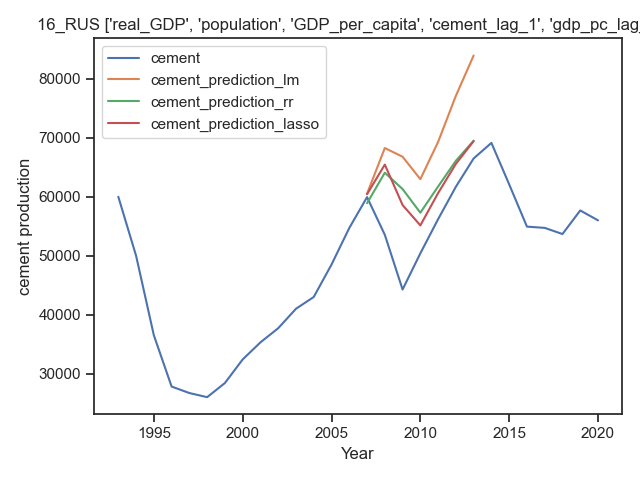 16_RUS ['real_GDP', 'population', 'GDP_per_capita', 'cement_lag_1', 'gdp_pc_lag_
cement
cement_prediction_lm
cement_prediction_rr
cement_prediction_lasso
80000
70000
60000
50000
40000
30000
cement production
1995 2000 2005 2010 2015 2020
Year